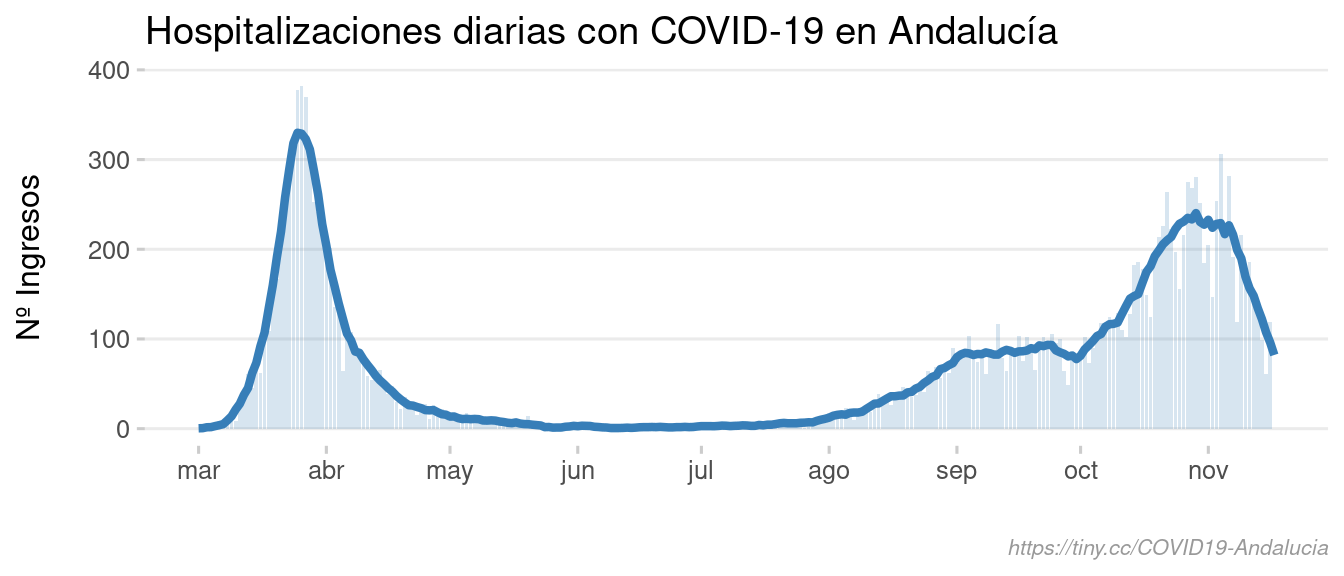 Hospitalizaciones diarias con COVID-19 en Andalucía
Nº Ingresos
400
300
200
100
0
mar abr may jun jul ago sep oct nov
https://tiny.cc/COVID19-Andalucia